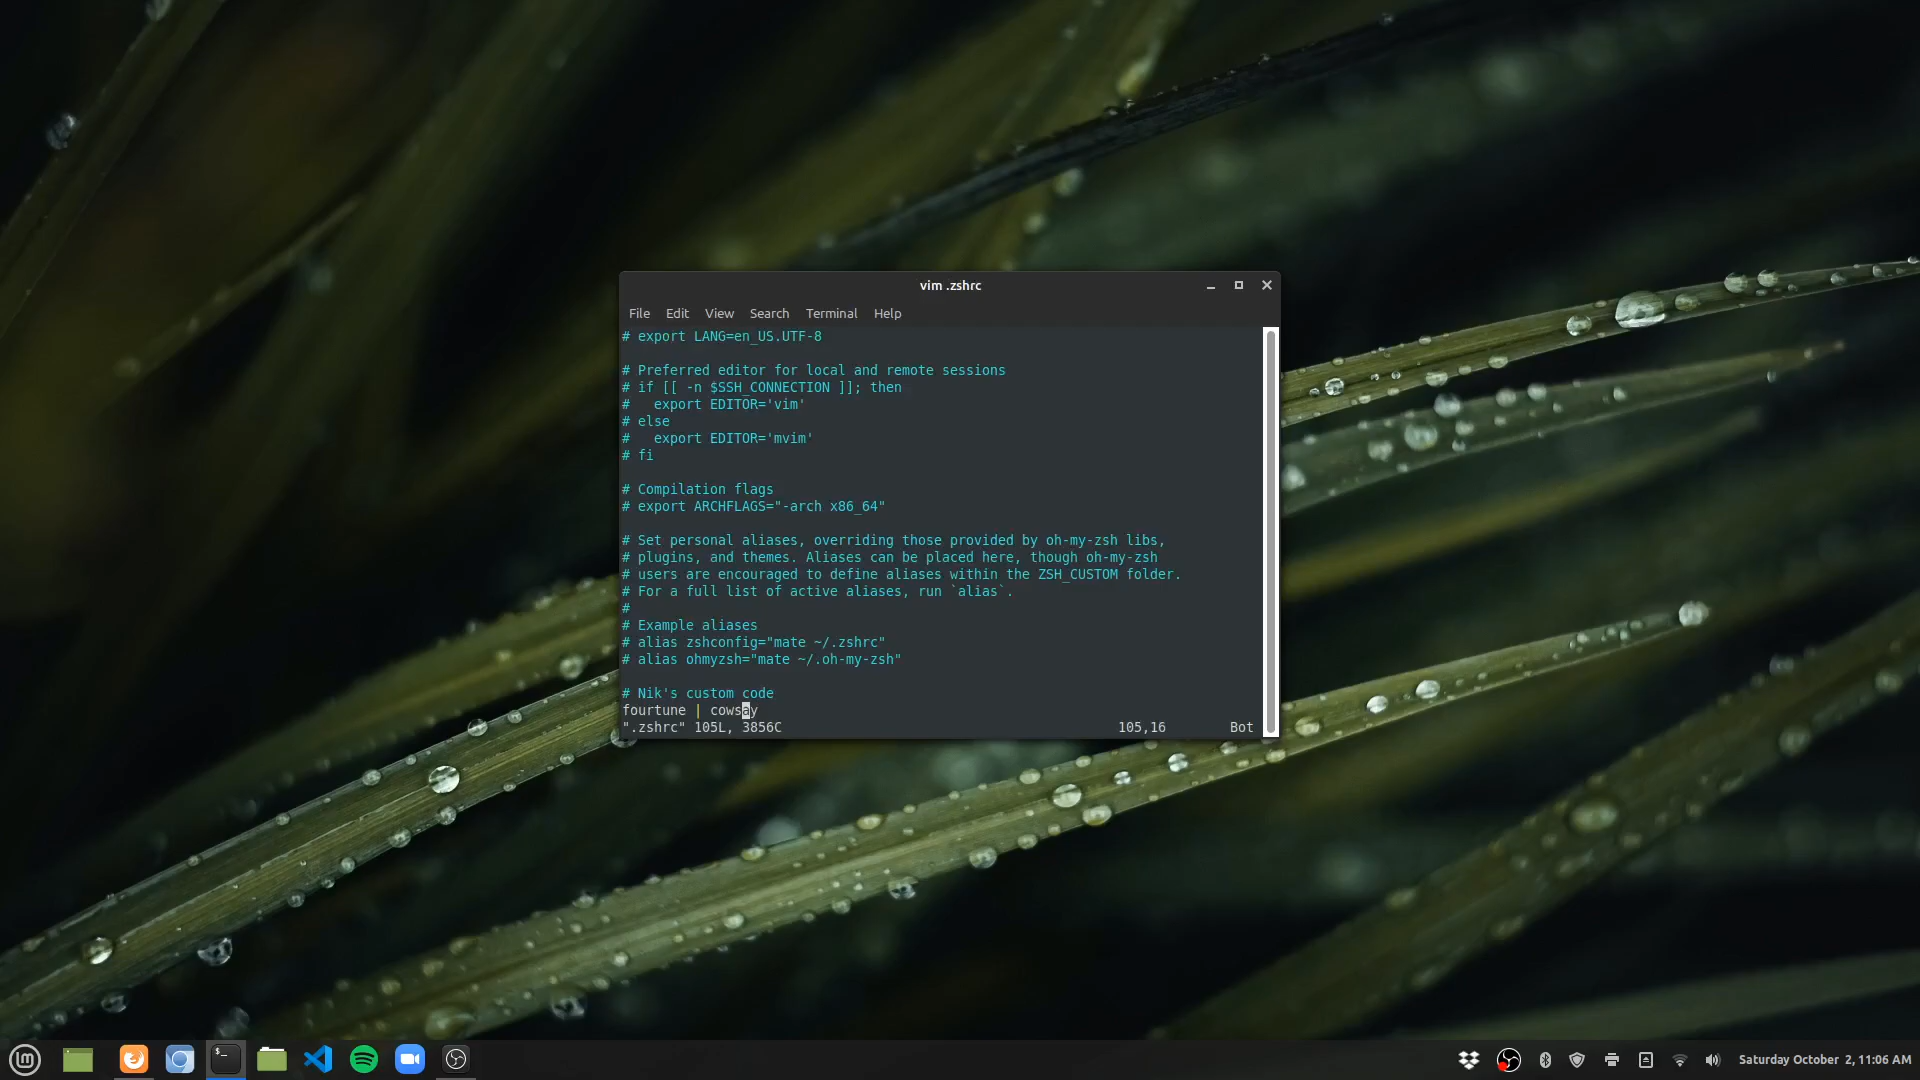 vim .zshrc
File Edit View Search Terminal Help
# export LANG=en_US.UTF-8
# Preferred editor for local and remote sessions
# if [[ -n $SSH_CONNECTION ]]; then
#   export EDITOR='vim'
# else
#   export EDITOR='mvim'
# fi
# Compilation flags
# export ARCHFLAGS="-arch x86_64"
# Set personal aliases, overriding those provided by oh-my-zsh libs,
# plugins, and themes. Aliases can be placed here, though oh-my-zsh
# users are encouraged to define aliases within the ZSH_CUSTOM folder.
# For a full list of active aliases, run `alias`.
#
# Example aliases
# alias zshconfig="mate ~/.zshrc"
# alias ohmyzsh="mate ~/.oh-my-zsh"
# Nik's custom code
fourtune | cowsay
".zshrc" 105L, 3856C 105,16 Bot
Saturday October  2, 11:06 AM